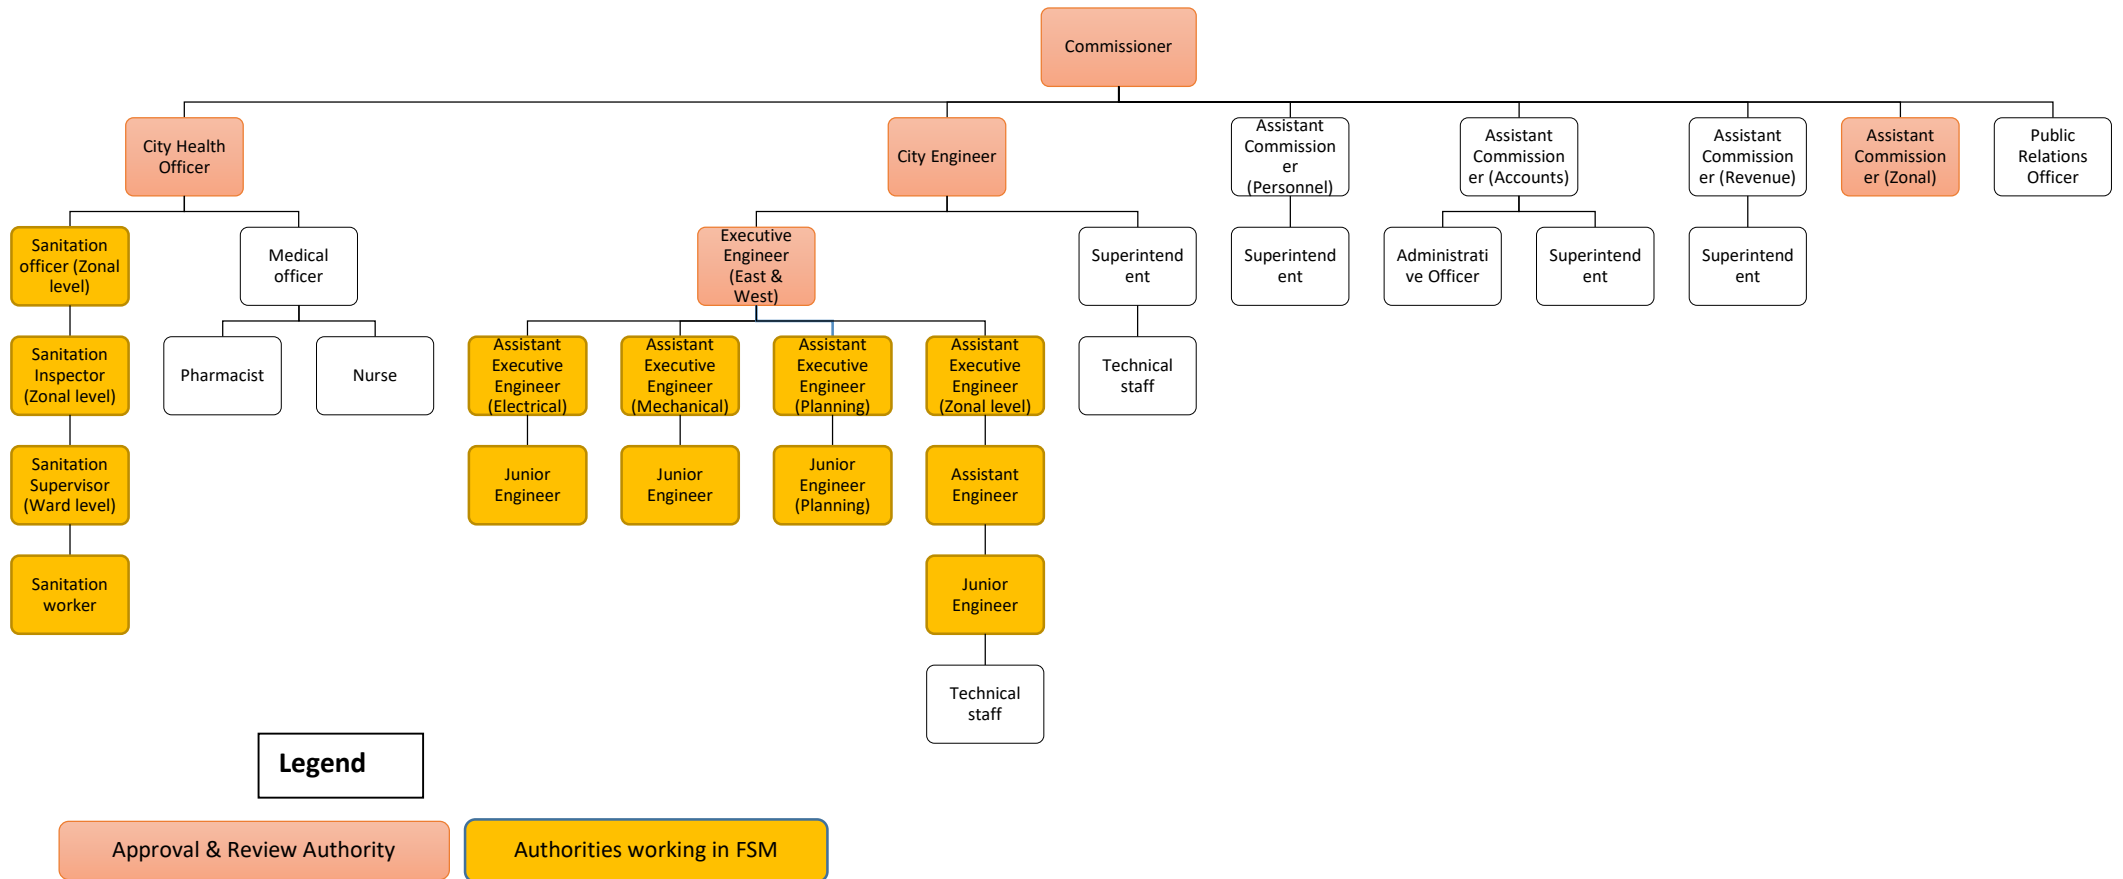 Commissioner
City Health
Officer
City Engineer
Assistant
Commission
er
(Personnel)
Assistant
Commission
er (Accounts)
Assistant
Commission
er (Revenue)
Assistant
Commission
er (Zonal)
Public
Relations
Officer
Sanitation
officer (Zonal
level)
Medical
officer
Executive
Engineer
(East &
West)
Superintend
ent
Superintend
ent
Administrati
ve Officer
Superintend
ent
Superintend
ent
Sanitation
Inspector
(Zonal level)
Pharmacist
Nurse
Assistant
Executive
Engineer
(Electrical)
Assistant
Executive
Engineer
(Mechanical)
Assistant
Executive
Engineer
(Planning)
Assistant
Executive
Engineer
(Zonal level)
Technical
staff
Sanitation
Supervisor
(Ward level)
Junior
Engineer
Junior
Engineer
Junior
Engineer
(Planning)
Assistant
Engineer
Sanitation
worker
Junior
Engineer
Technical
staff
Legend
Approval & Review Authority
Authorities working in FSM